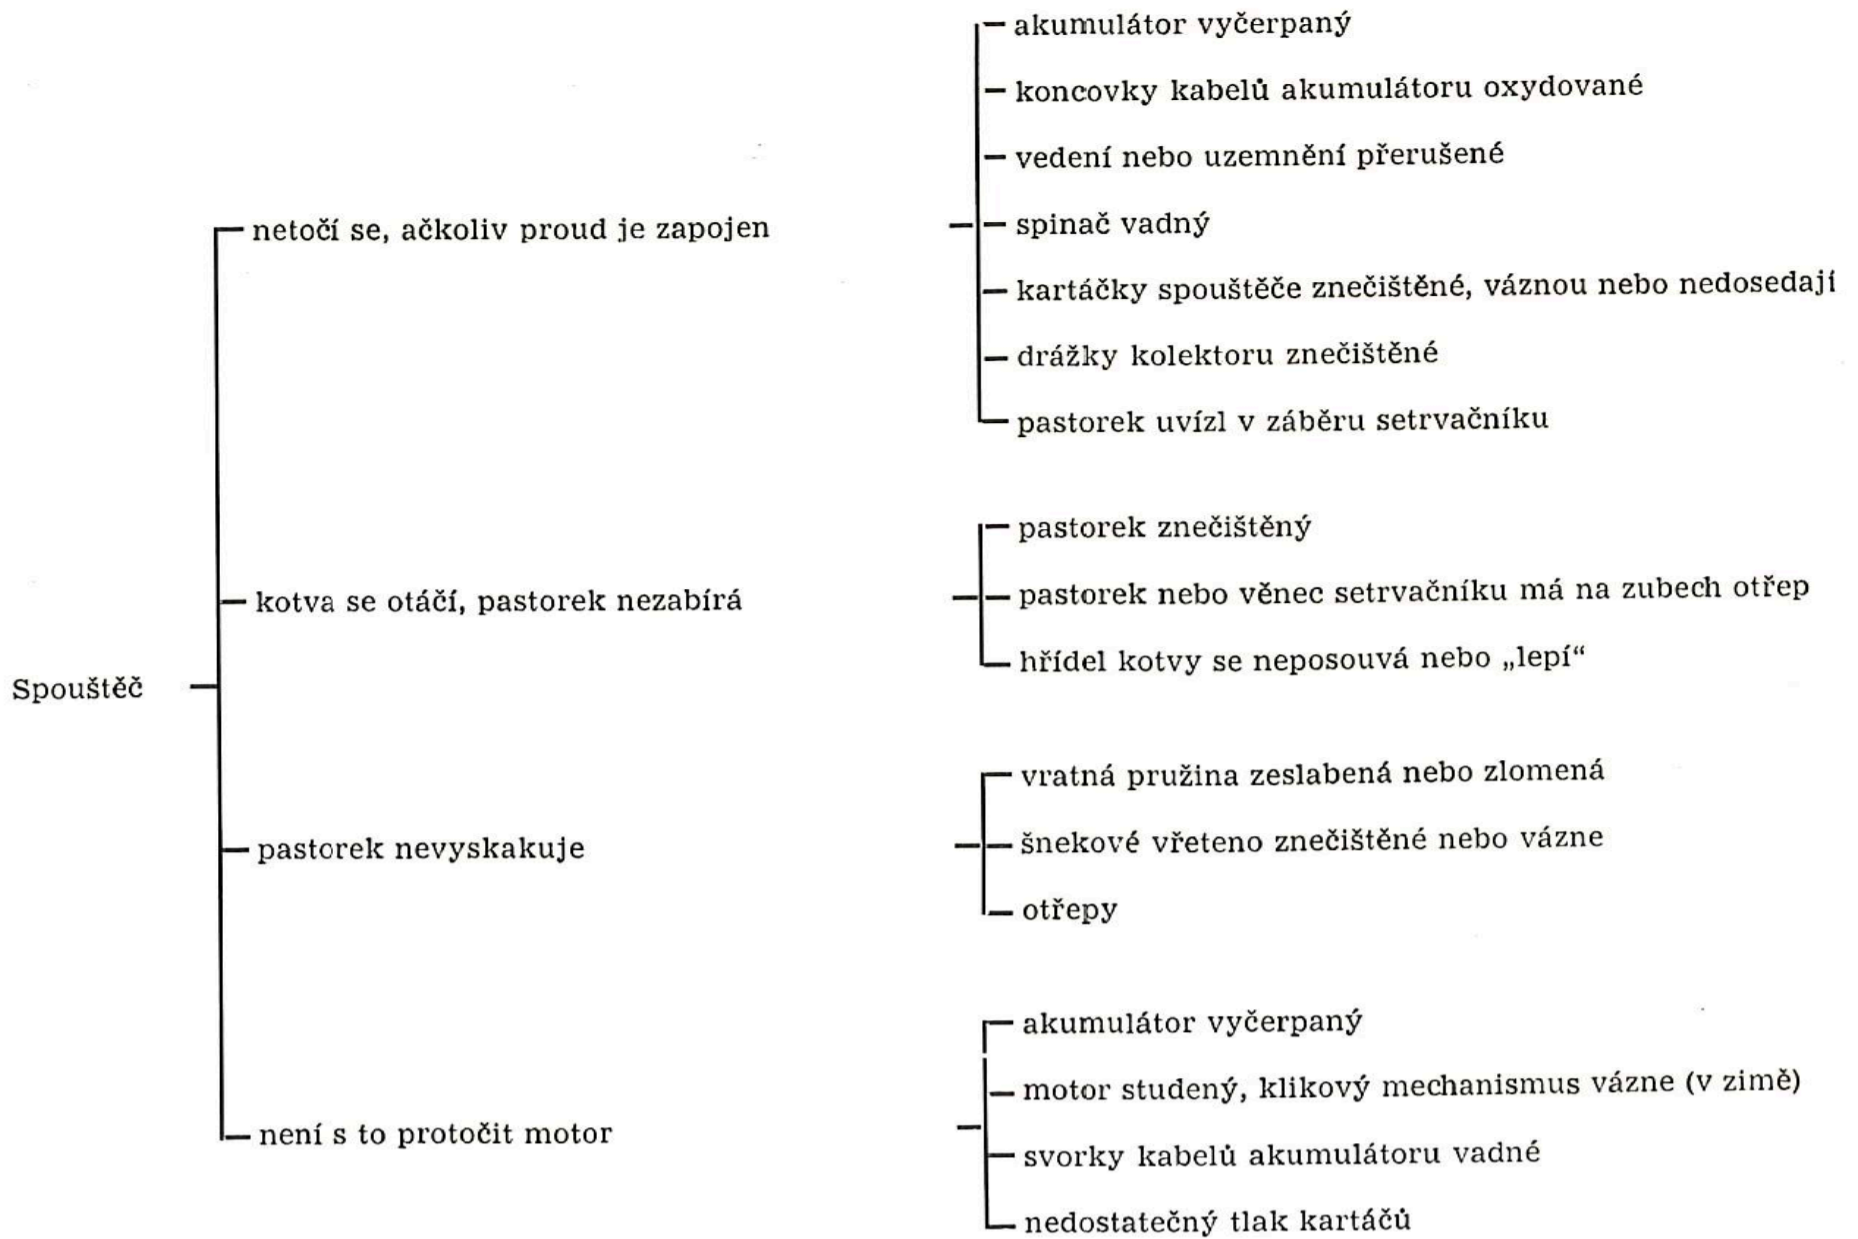 Spouštěč
netočí se, ačkoliv proud je zapojen
akumulátor vyčerpaný
koncovky kabelů akumulátoru oxydované
vedení nebo uzemnění přerušené
spinač vadný
kartáčky spouštěče znečištěné, váznou nebo nedosedají
drážky kolektoru znečištěné
pastorek uvízl v záběru setrvačníku
kotva se otáčí, pastorek nezabírá
pastorek znečištěný
pastorek nebo věnec setrvačníku má na zubech otřep
hřídel kotvy se neposouvá nebo „lepí“
pastorek nevyskakuje
vratná pružina zeslabená nebo zlomená
šnekové vřeteno znečištěné nebo vázne
otřepy
není s to protočit motor
akumulátor vyčerpaný
motor studený, klikový mechanismus vázne (v zimě)
svorky kabelů akumulátoru vadné
nedostatečný tlak kartáčů